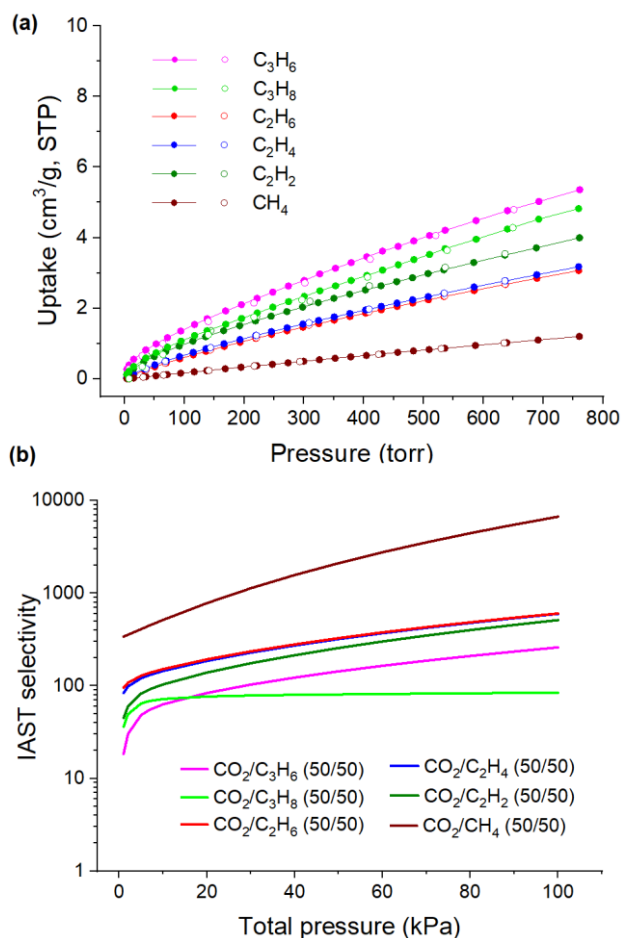 (a)
10
8
6
4
2
0
Uptake (cm³/g, STP)
C₃H₆
C₃H₈
C₂H₆
C₂H₄
C₂H₂
CH₄
0 100 200 300 400 500 600 700 800
Pressure (torr)
(b)
10000
1000
100
10
1
IAST selectivity
CO₂/C₃H₆ (50/50) CO₂/C₂H₄ (50/50)
CO₂/C₃H₈ (50/50) CO₂/C₂H₂ (50/50)
CO₂/C₂H₆ (50/50) CO₂/CH₄ (50/50)
0 20 40 60 80 100
Total pressure (kPa)